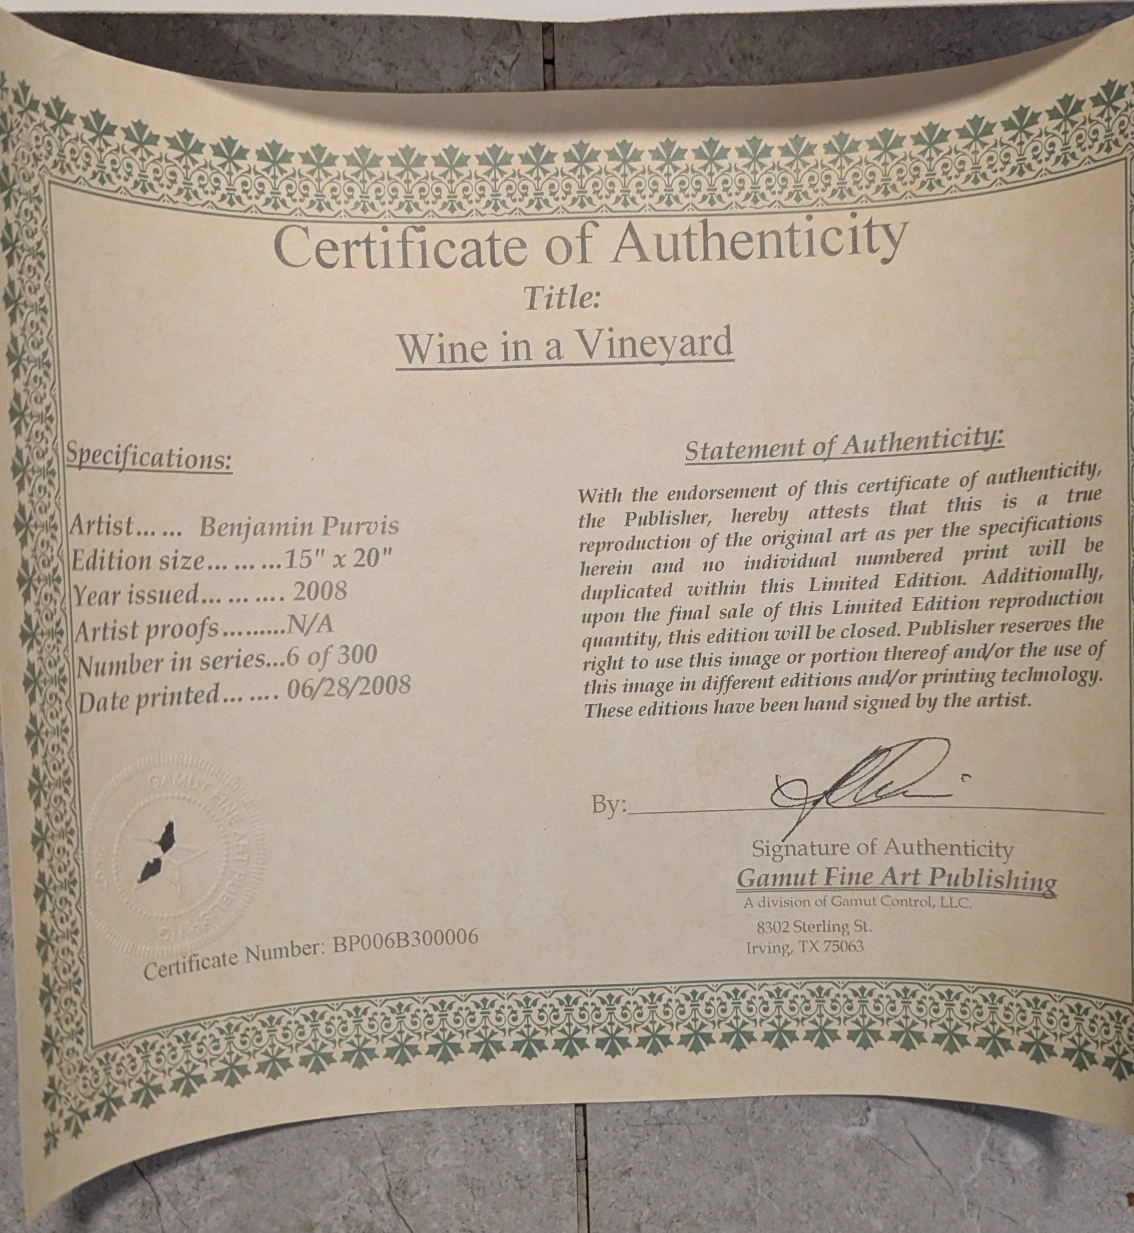 Certificate of Authenticity
Title:
Wine in a Vineyard
Specifications:
Artist... ... Benjamin Purvis
Edition size... ... ...15" x 20"
Year issued... ... .... 2008
Artist proofs.........N/A
Number in series...6 of 300
Date printed... .... 06/28/2008
Statement of Authenticity:
With the endorsement of this certificate of authenticity,
the Publisher, hereby attests that this is a true
reproduction of the original art as per the specifications
herein and no individual numbered print will be
duplicated within this Limited Edition. Additionally,
upon the final sale of this Limited Edition reproduction
quantity, this edition will be closed. Publisher reserves the
right to use this image or portion thereof and/or the use of
this image in different editions and/or printing technology.
These editions have been hand signed by the artist.
By:
Signature of Authenticity
Gamut Fine Art Publishing
A division of Gamut Control, LLC.
8302 Sterling St.
Irving, TX 75063
GAMUT FINE ART PUBLISHING
Certificate Number: BP006B300006